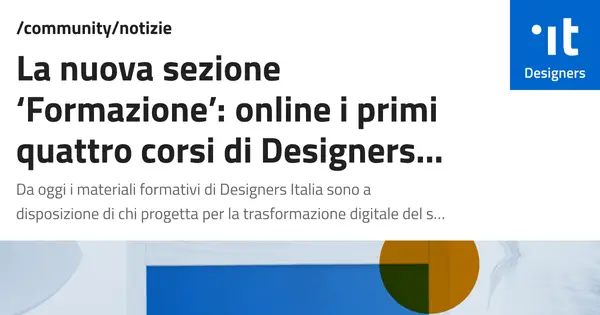 /community/notizie
·it
Designers
La nuova sezione
‘Formazione’: online i primi
quattro corsi di Designers...
Da oggi i materiali formativi di Designers Italia sono a
disposizione di chi progetta per la trasformazione digitale del s...